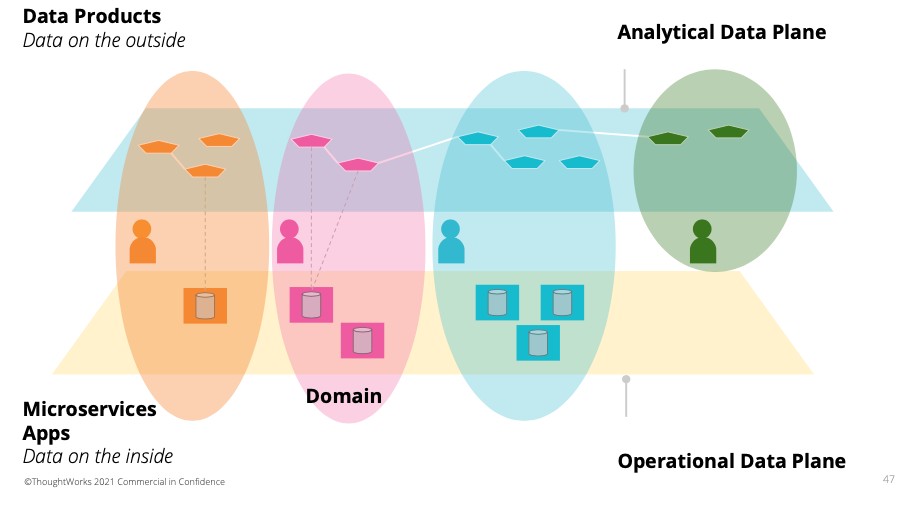 Data Products
Data on the outside
Analytical Data Plane
Domain
Microservices
Apps
Data on the inside
Operational Data Plane
©ThoughtWorks 2021 Commercial in Confidence
47